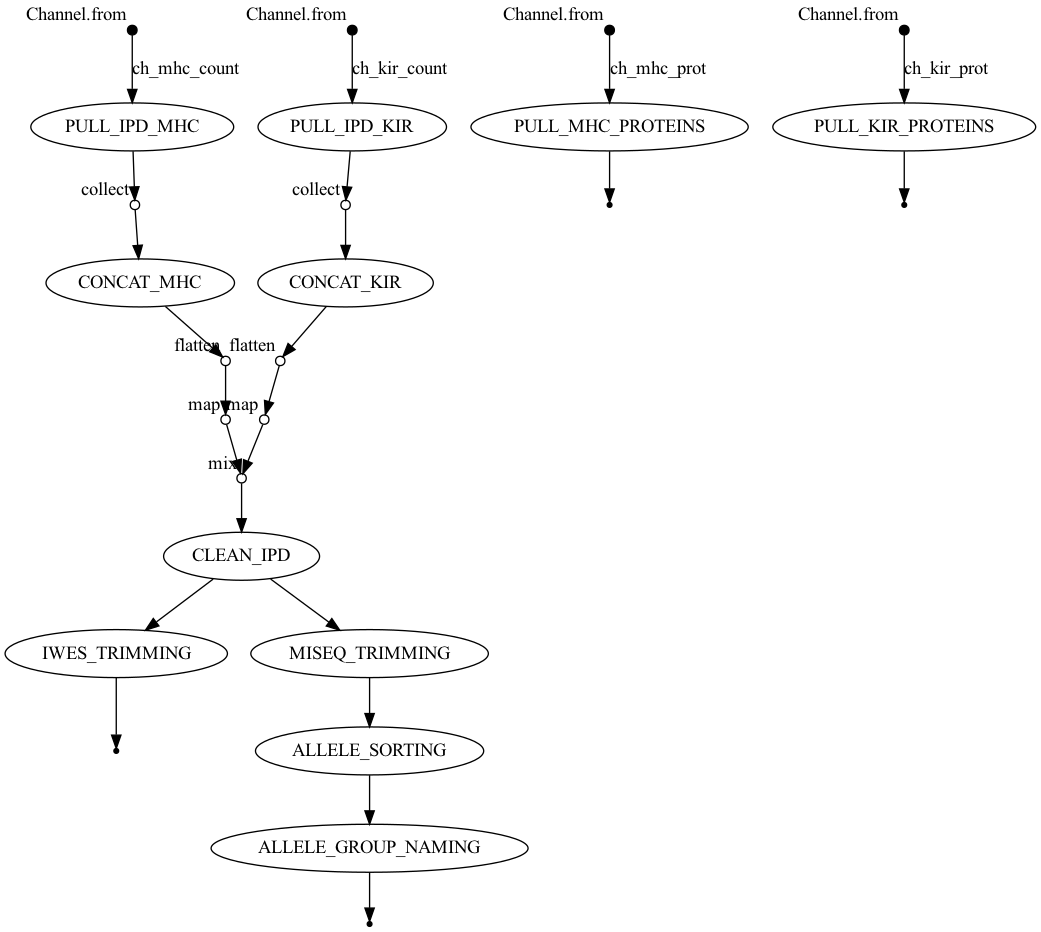 Channel.from Channel.from Channel.from Channel.from
ch_mhc_count ch_kir_count ch_mhc_prot ch_kir_prot
PULL_IPD_MHC PULL_IPD_KIR PULL_MHC_PROTEINS PULL_KIR_PROTEINS
collect collect
CONCAT_MHC CONCAT_KIR
flatten flatten
map map
mix
CLEAN_IPD
IWES_TRIMMING MISEQ_TRIMMING
ALLELE_SORTING
ALLELE_GROUP_NAMING